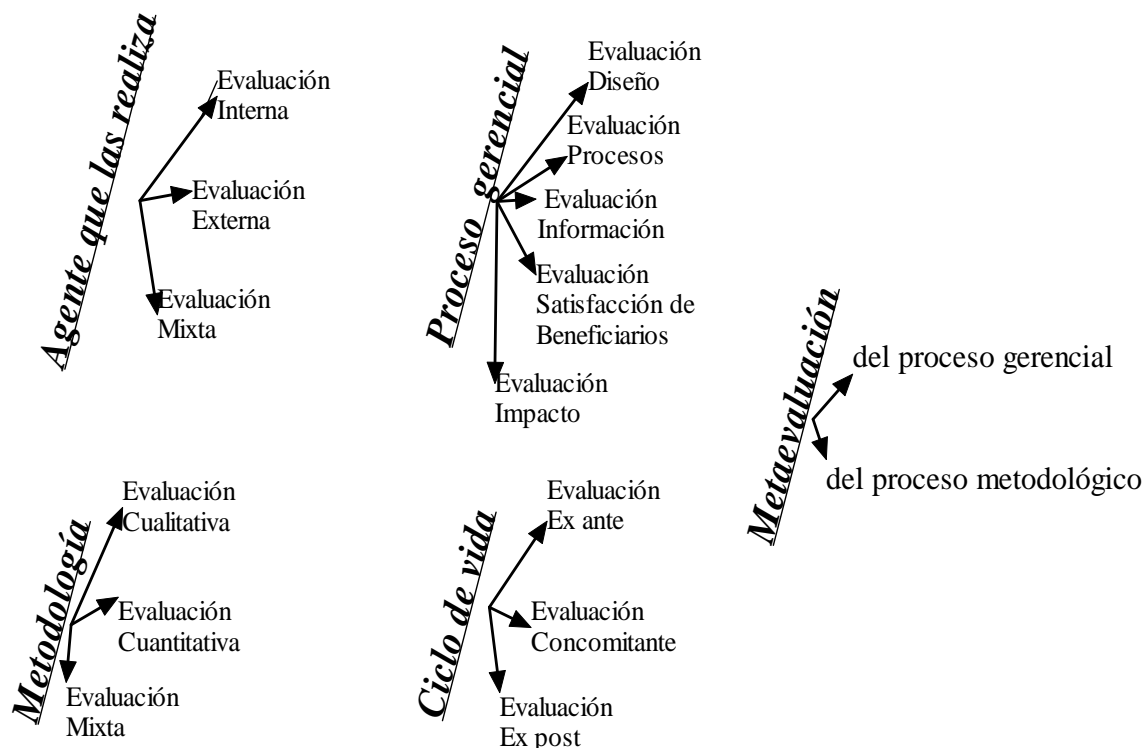 Agente que las realiza
Evaluación
Interna
Evaluación
Externa
Evaluación
Mixta
Proceso gerencial
Evaluación
Diseño
Evaluación
Procesos
Evaluación
Información
Evaluación
Satisfacción de
Beneficiarios
Evaluación
Impacto
Metaevaluación
del proceso gerencial
del proceso metodológico
Metodología
Evaluación
Cualitativa
Evaluación
Cuantitativa
Evaluación
Mixta
Ciclo de vida
Evaluación
Ex ante
Evaluación
Concomitante
Evaluación
Ex post